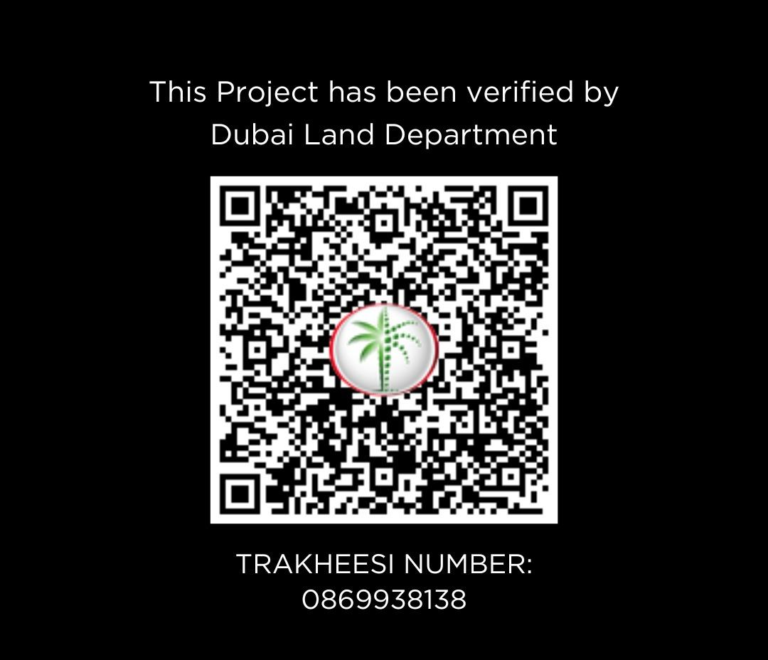 This Project has been verified by
Dubai Land Department
TRAKHEESI NUMBER:
0869938138